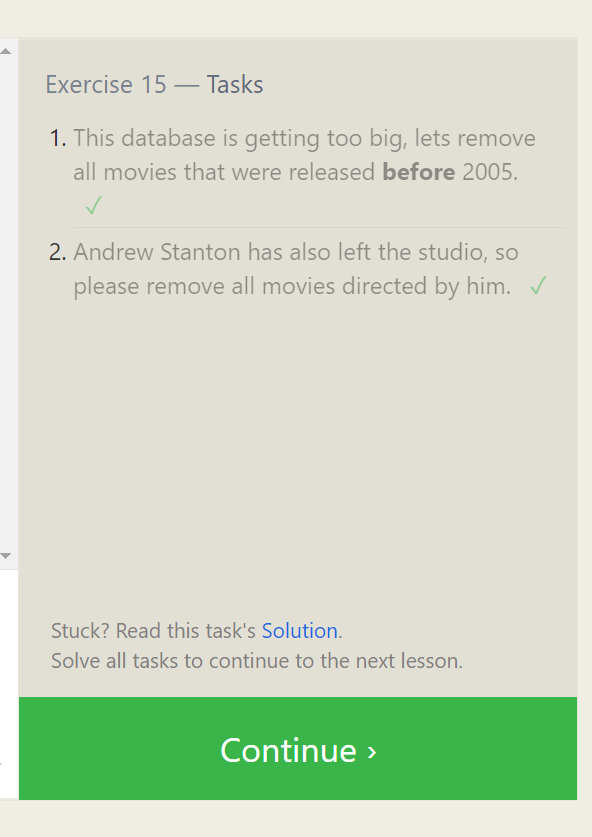 Exercise 15 — Tasks
1. This database is getting too big, lets remove
all movies that were released before 2005.
✓
2. Andrew Stanton has also left the studio, so
please remove all movies directed by him. ✓
Stuck? Read this task's Solution.
Solve all tasks to continue to the next lesson.
Continue ›